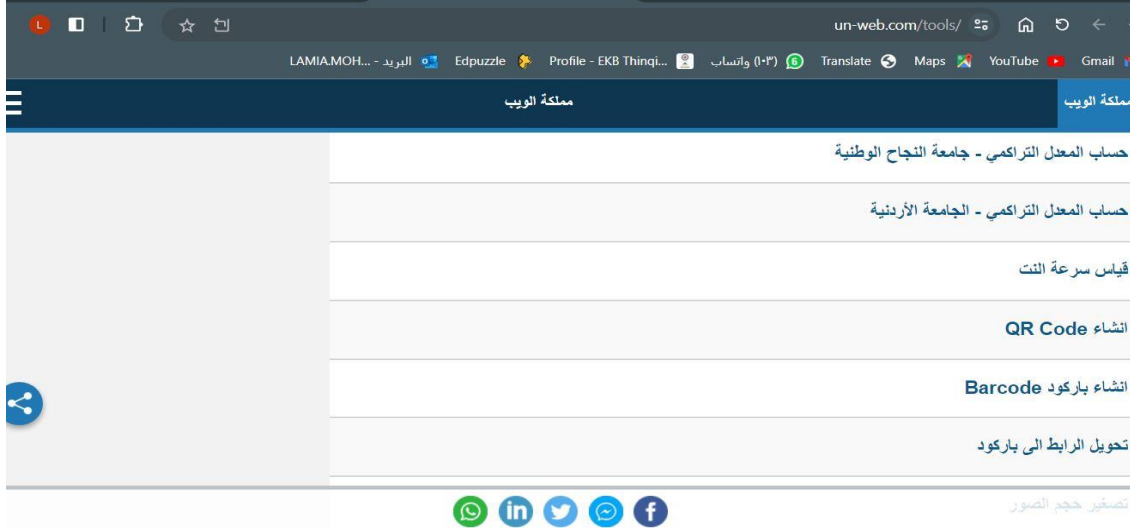 un-web.com/tools/
Gmail
YouTube
Maps
Translate
(١٠٣) واتساب
Profile - EKB Thinqi...
Edpuzzle
البريد - LAMIA.MOH...
مملكة الويب
مملكة الويب
حساب المعدل التراكمي - جامعة النجاح الوطنية
حساب المعدل التراكمي - الجامعة الأردنية
قياس سرعة النت
انشاء QR Code
انشاء باركود Barcode
تحويل الرابط الى باركود
تصغير حجم الصور